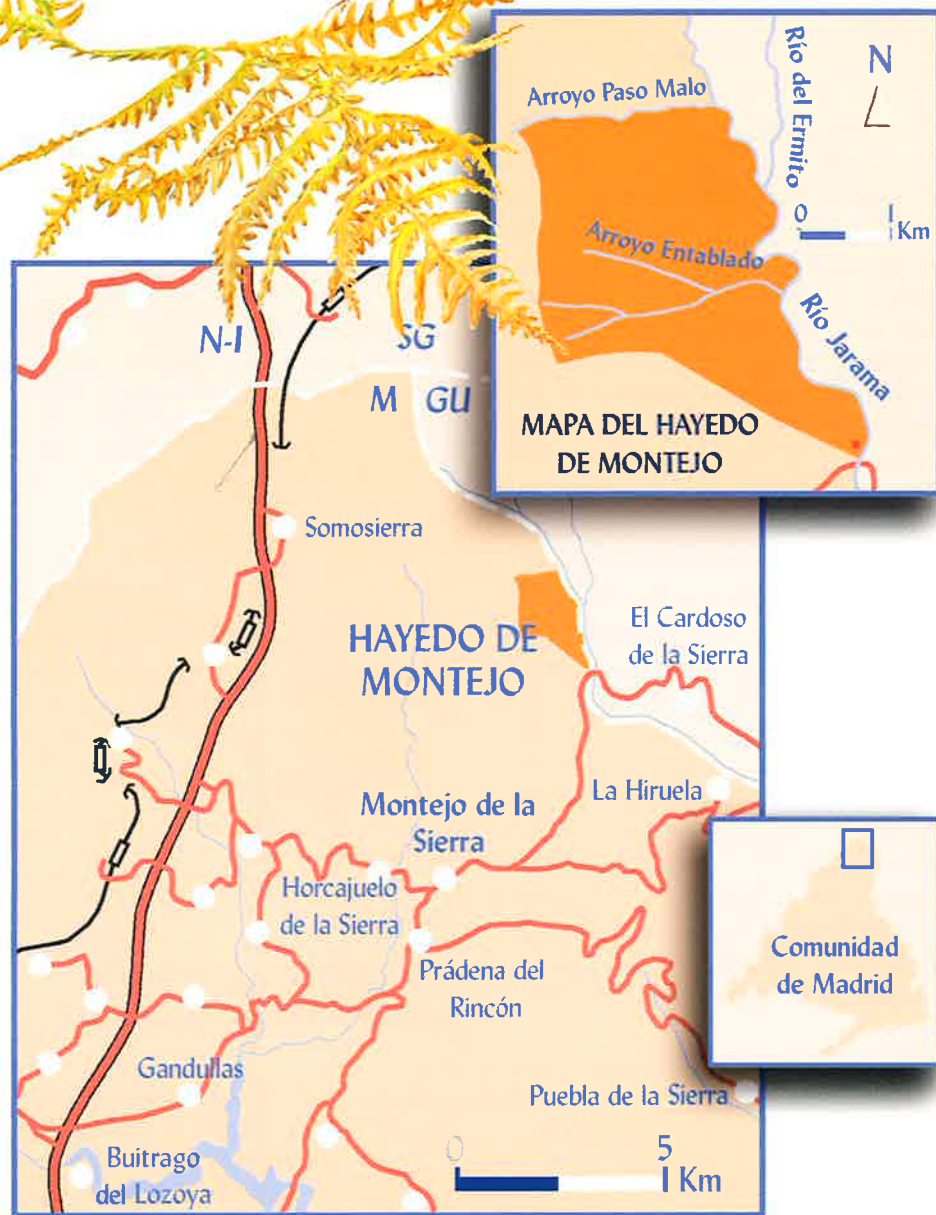 Arroyo Paso Malo
Río del Ermito
N
0
1
Km
Arroyo Entablado
Río Jarama
MAPA DEL HAYEDO
DE MONTEJO
N-I
SG
M
GU
Somosierra
HAYEDO DE
MONTEJO
El Cardoso
de la Sierra
La Hiruela
Montejo de la
Sierra
Horcajuelo
de la Sierra
Prádena del
Rincón
Comunidad
de Madrid
Gandullas
Puebla de la Sierra
Buitrago
del Lozoya
0
5
Km